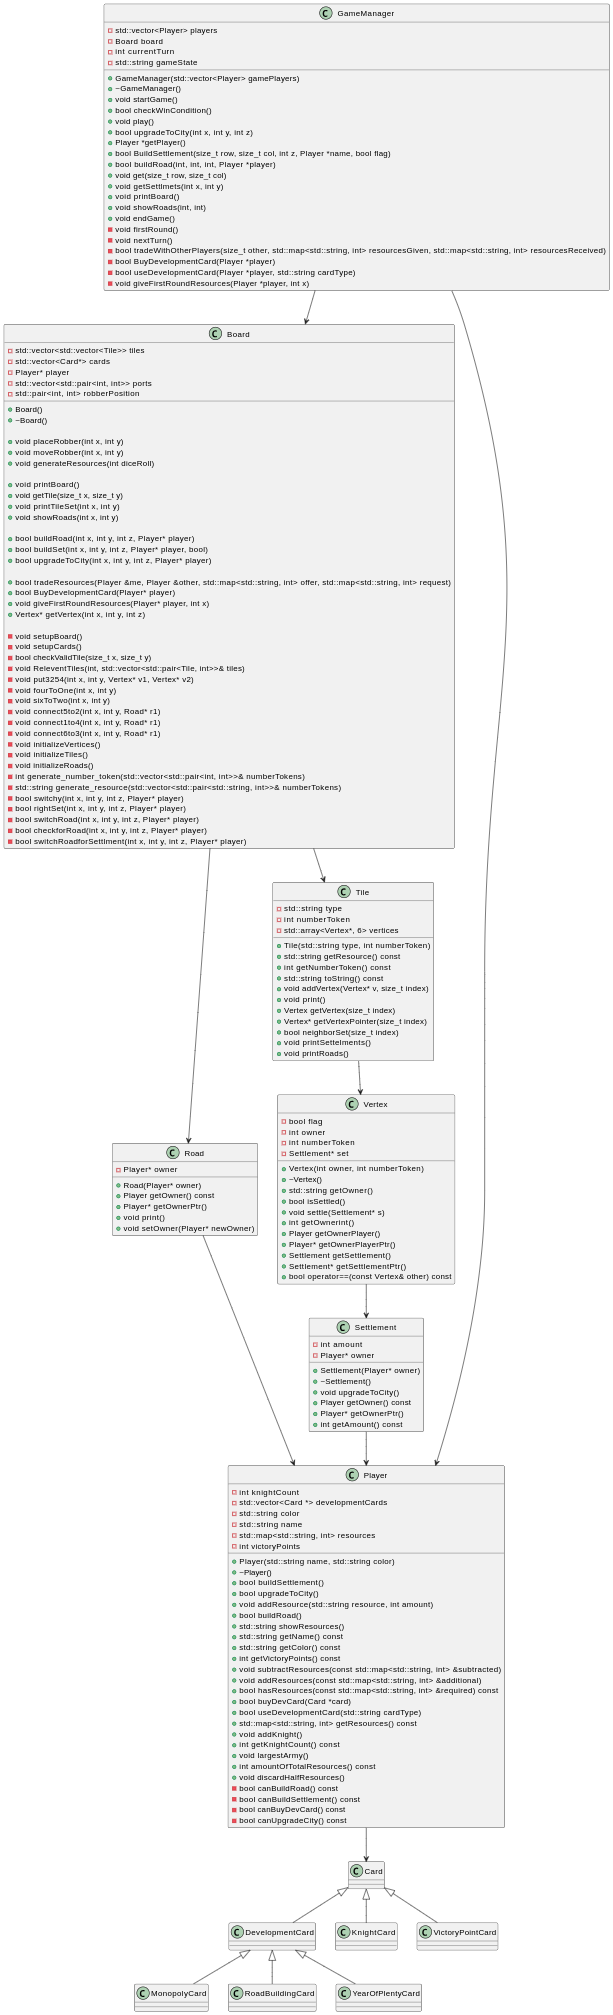 C GameManager
std::vector<Player> players
Board board
int currentTurn
std::string gameState
GameManager(std::vector<Player> gamePlayers)
~GameManager()
void startGame()
bool checkWinCondition()
void play()
bool upgradeToCity(int x, int y, int z)
Player *getPlayer()
bool BuildSettlement(size_t row, size_t col, int z, Player *name, bool flag)
bool buildRoad(int, int, int, Player *player)
void get(size_t row, size_t col)
void getSettlmets(int x, int y)
void printBoard()
void showRoads(int, int)
void endGame()
void firstRound()
void nextTurn()
bool tradeWithOtherPlayers(size_t other, std::map<std::string, int> resourcesGiven, std::map<std::string, int> resourcesReceived)
bool BuyDevelopmentCard(Player *player)
bool useDevelopmentCard(Player *player, std::string cardType)
void giveFirstRoundResources(Player *player, int x)
C Board
std::vector<std::vector<Tile>> tiles
std::vector<Card*> cards
Player* player
std::vector<std::pair<int, int>> ports
std::pair<int, int> robberPosition
Board()
~Board()
void placeRobber(int x, int y)
void moveRobber(int x, int y)
void generateResources(int diceRoll)
void printBoard()
void getTile(size_t x, size_t y)
void printTileSet(int x, int y)
void showRoads(int x, int y)
bool buildRoad(int x, int y, int z, Player* player)
bool buildSet(int x, int y, int z, Player* player, bool)
bool upgradeToCity(int x, int y, int z, Player* player)
bool tradeResources(Player &me, Player &other, std::map<std::string, int> offer, std::map<std::string, int> request)
bool BuyDevelopmentCard(Player* player)
void giveFirstRoundResources(Player* player, int x)
Vertex* getVertex(int x, int y, int z)
void setupBoard()
void setupCards()
bool checkValidTile(size_t x, size_t y)
void ReleventTiles(int, std::vector<std::pair<Tile, int>>& tiles)
void put3254(int x, int y, Vertex* v1, Vertex* v2)
void fourToOne(int x, int y)
void sixToTwo(int x, int y)
void connect5to2(int x, int y, Road* r1)
void connect1to4(int x, int y, Road* r1)
void connect6to3(int x, int y, Road* r1)
void initializeVertices()
void initializeTiles()
void initializeRoads()
int generate_number_token(std::vector<std::pair<int, int>>& numberTokens)
std::string generate_resource(std::vector<std::pair<std::string, int>>& numberTokens)
bool switchy(int x, int y, int z, Player* player)
bool rightSet(int x, int y, int z, Player* player)
bool switchRoad(int x, int y, int z, Player* player)
bool checkforRoad(int x, int y, int z, Player* player)
bool switchRoadforSettlment(int x, int y, int z, Player* player)
C Tile
std::string type
int numberToken
std::array<Vertex*, 6> vertices
Tile(std::string type, int numberToken)
std::string getResource() const
int getNumberToken() const
std::string toString() const
void addVertex(Vertex* v, size_t index)
void print()
Vertex getVertex(size_t index)
Vertex* getVertexPointer(size_t index)
bool neighborSet(size_t index)
void printSettelments()
void printRoads()
C Vertex
bool flag
int owner
int numberToken
Settlement* set
Vertex(int owner, int numberToken)
~Vertex()
std::string getOwner()
bool isSettled()
void settle(Settlement* s)
int getOwnerint()
Player getOwnerPlayer()
Player* getOwnerPlayerPtr()
Settlement getSettlement()
Settlement* getSettlementPtr()
bool operator==(const Vertex& other) const
C Road
Player* owner
Road(Player* owner)
Player getOwner() const
Player* getOwnerPtr()
void print()
void setOwner(Player* newOwner)
C Settlement
int amount
Player* owner
Settlement(Player* owner)
~Settlement()
void upgradeToCity()
Player getOwner() const
Player* getOwnerPtr()
int getAmount() const
C Player
int knightCount
std::vector<Card *> developmentCards
std::string color
std::string name
std::map<std::string, int> resources
int victoryPoints
Player(std::string name, std::string color)
~Player()
bool buildSettlement()
bool upgradeToCity()
void addResource(std::string resource, int amount)
bool buildRoad()
std::string showResources()
std::string getName() const
std::string getColor() const
int getVictoryPoints() const
void subtractResources(const std::map<std::string, int> &subtracted)
void addResources(const std::map<std::string, int> &additional)
bool hasResources(const std::map<std::string, int> &required) const
bool buyDevCard(Card *card)
bool useDevelopmentCard(std::string cardType)
std::map<std::string, int> getResources() const
void addKnight()
int getKnightCount() const
void largestArmy()
int amountOfTotalResources() const
void discardHalfResources()
bool canBuildRoad() const
bool canBuildSettlement() const
bool canBuyDevCard() const
bool canUpgradeCity() const
C Card
C DevelopmentCard
C KnightCard
C VictoryPointCard
C MonopolyCard
C RoadBuildingCard
C YearOfPlentyCard